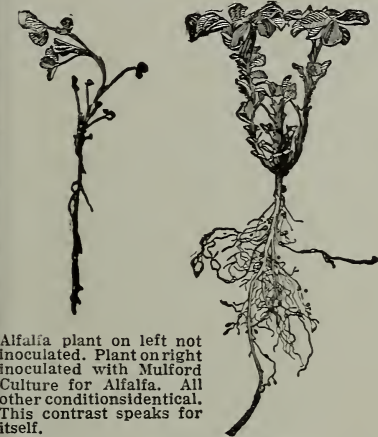 Alfalfa plant on left not
inoculated. Plant on right
inoculated with Mulford
Culture for Alfalfa. All
other conditionsidentical.
This contrast speaks for
itself.